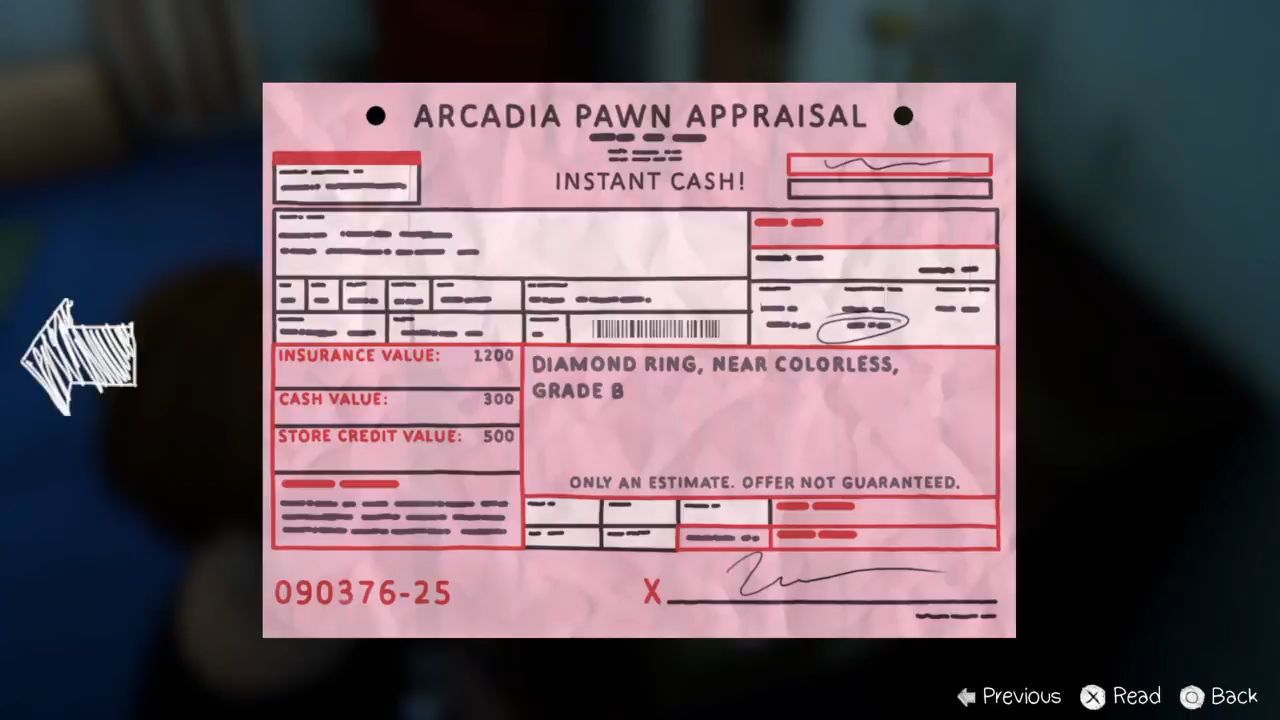 ARCADIA PAWN APPRAISAL
INSTANT CASH!
INSURANCE VALUE: 1200
CASH VALUE: 300
STORE CREDIT VALUE: 500
DIAMOND RING, NEAR COLORLESS,
GRADE B
ONLY AN ESTIMATE. OFFER NOT GUARANTEED.
090376-25
X
Previous
Read
Back